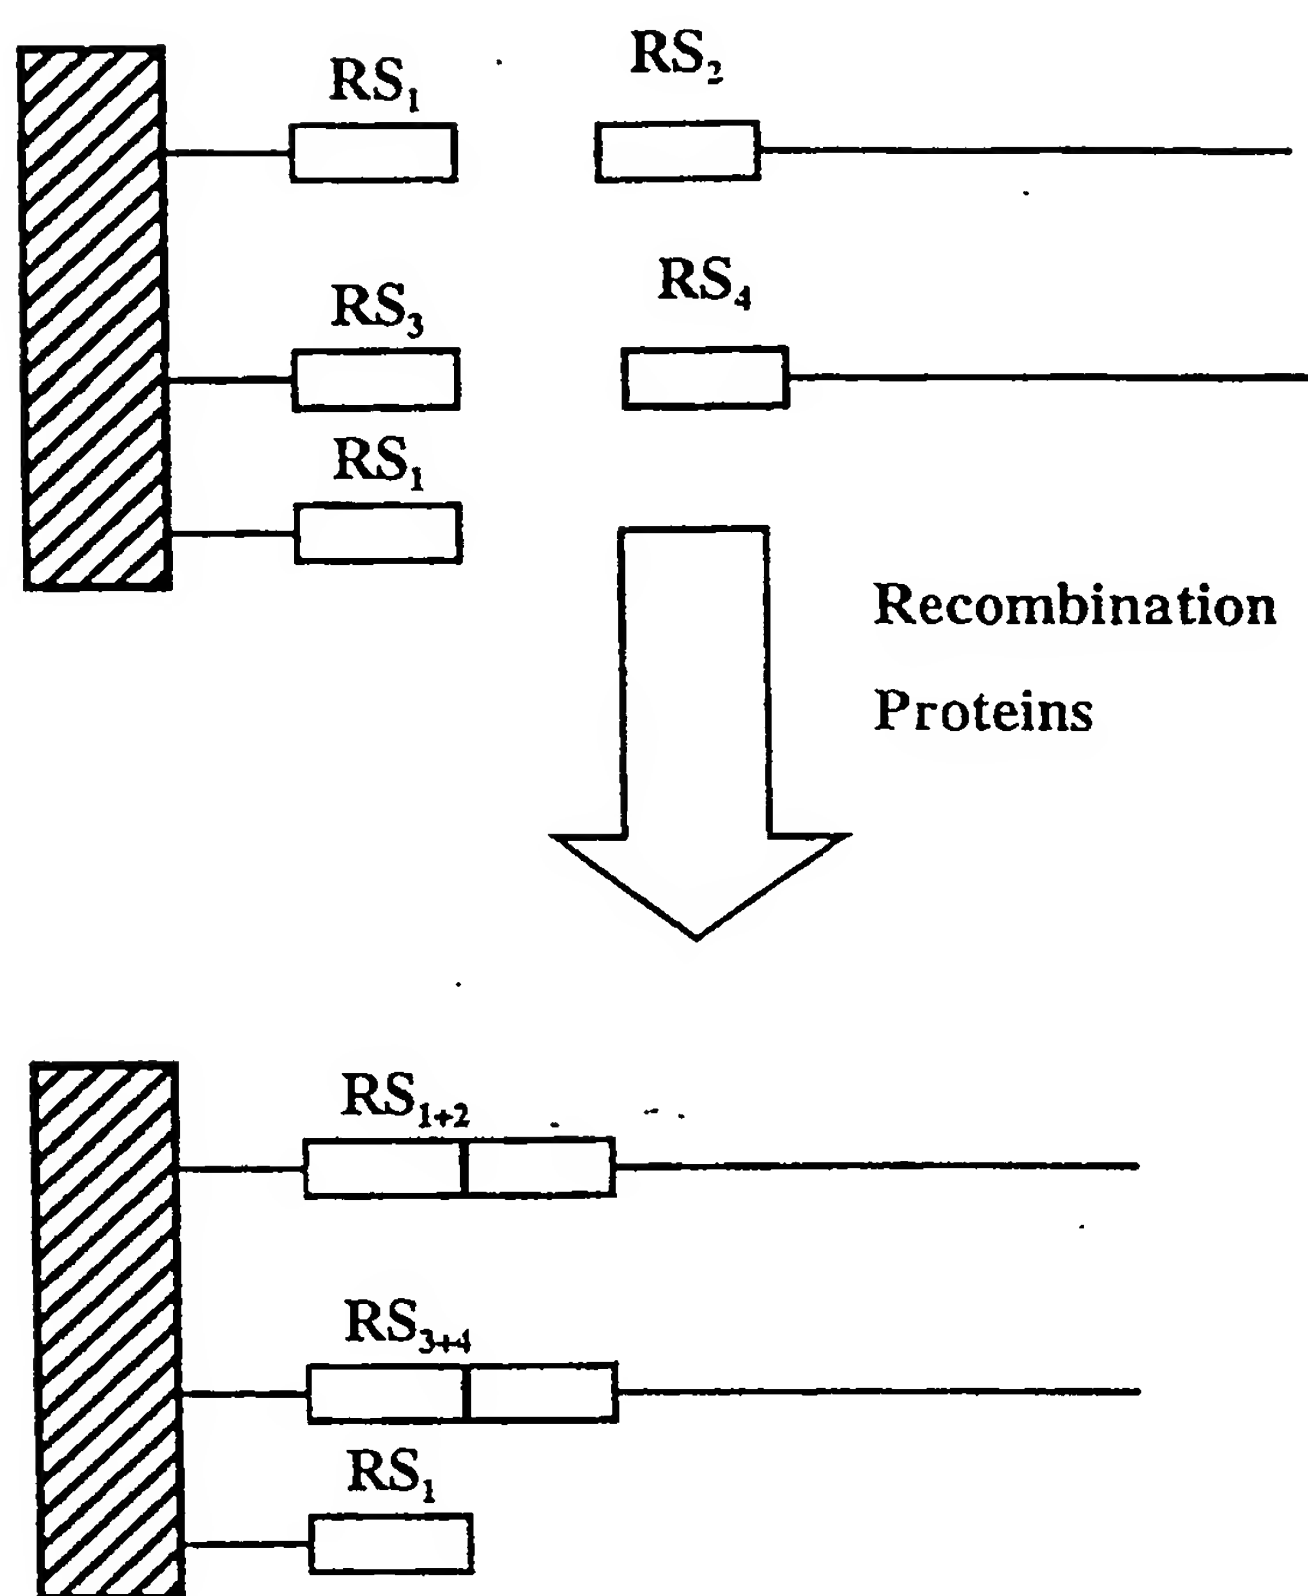 RS₁ RS₂
RS₃ RS₄
RS₁
Recombination
Proteins
RS₁₊₂
RS₃₊₄
RS₁